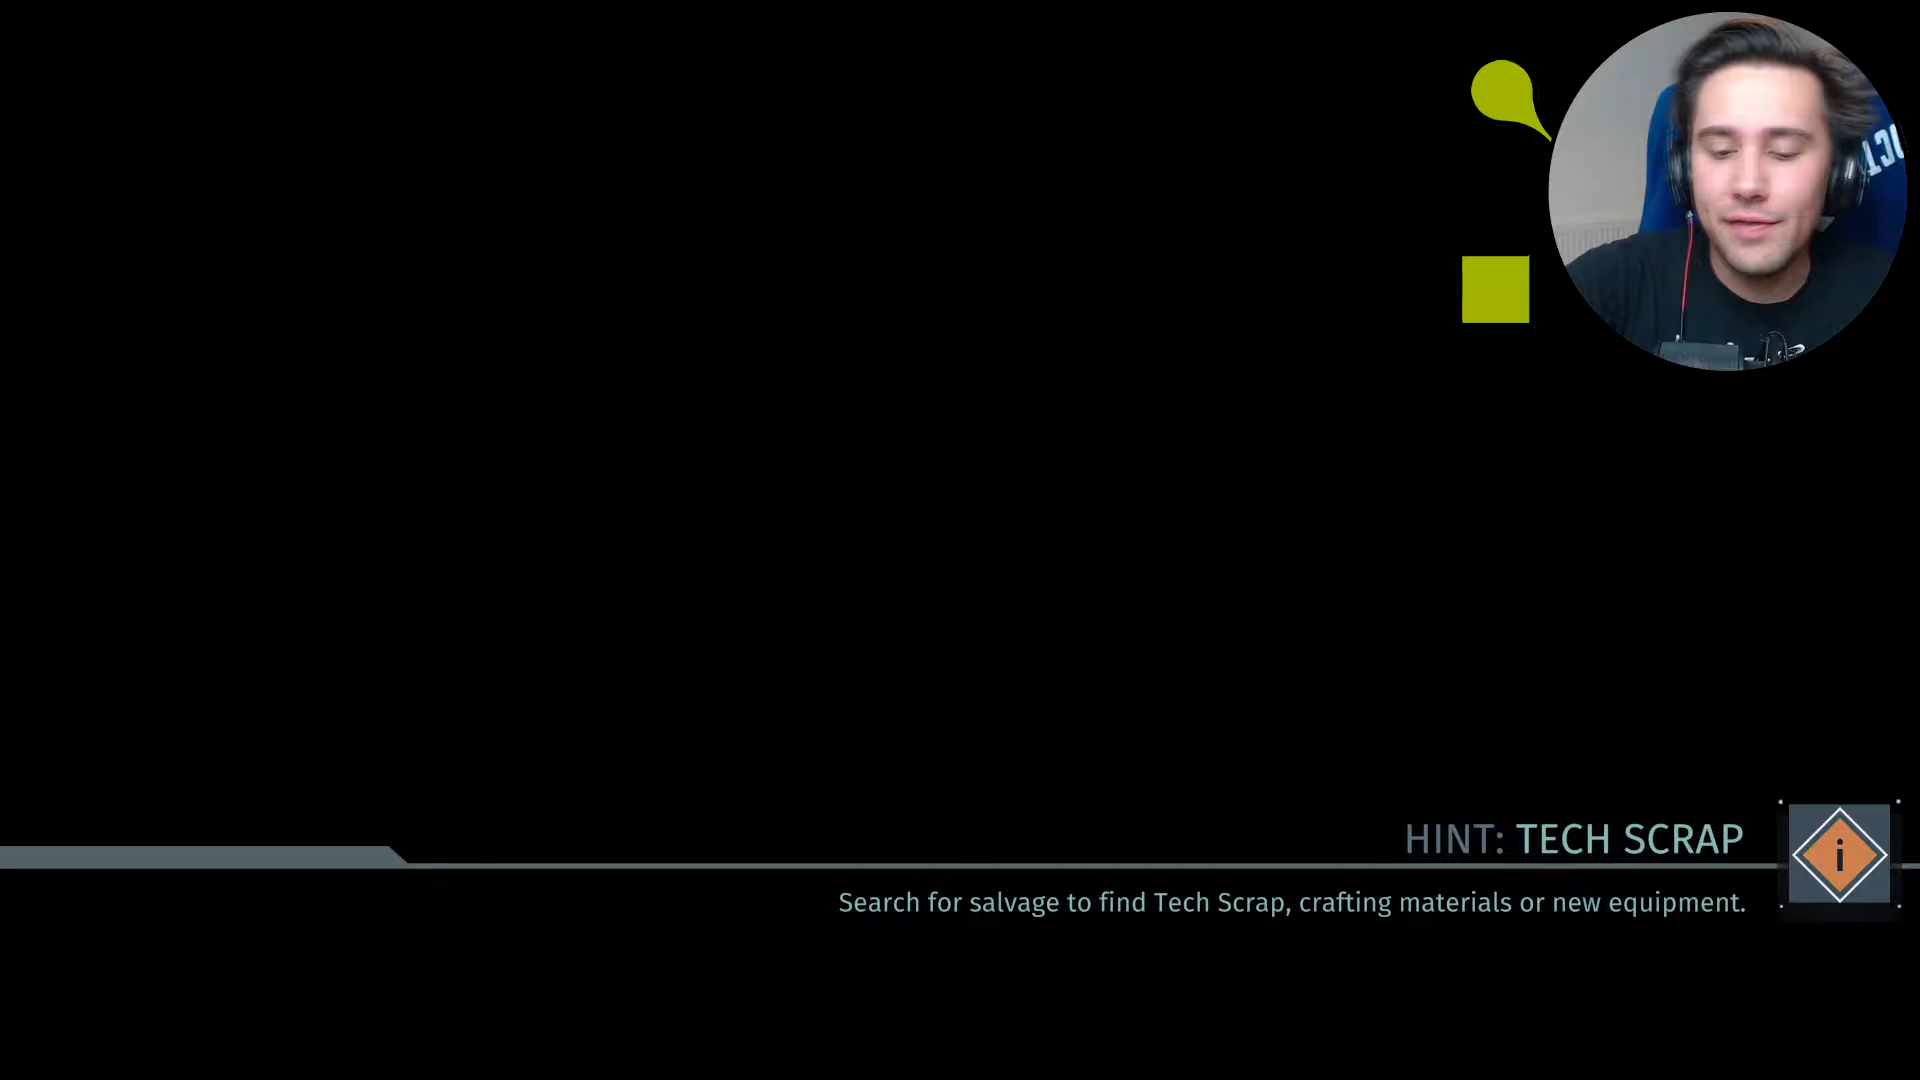 HINT: TECH SCRAP
i
Search for salvage to find Tech Scrap, crafting materials or new equipment.